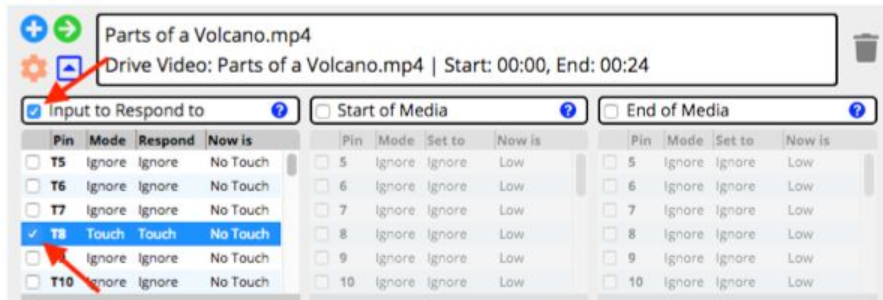 Parts of a Volcano.mp4
Drive Video: Parts of a Volcano.mp4 | Start: 00:00, End: 00:24
Input to Respond to ? Start of Media ? End of Media ?
Pin Mode Respond Now is Pin Mode Set to Now is Pin Mode Set to Now is
T5 Ignore Ignore No Touch 5 Ignore Ignore Low 5 Ignore Ignore Low
T6 Ignore Ignore No Touch 6 Ignore Ignore Low 6 Ignore Ignore Low
T7 Ignore Ignore No Touch 7 Ignore Ignore Low 7 Ignore Ignore Low
T8 Touch Touch No Touch 8 Ignore Ignore Low 8 Ignore Ignore Low
Ignore Ignore No Touch 9 Ignore Ignore Low 9 Ignore Ignore Low
T10 Ignore Ignore No Touch 10 Ignore Ignore Low 10 Ignore Ignore Low